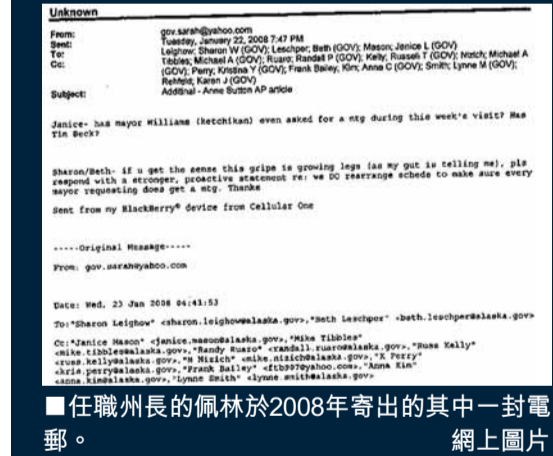 Unknown
From: gov.sarah@yahoo.com
Sent: Tuesday, January 22, 2008 7:47 PM
To: Leighow; Sharon W (GOV); Leschper; Beth (GOV); Mason; Janice L (GOV)
Cc: Tibbles; Michael A (GOV); Ruaro; Randall P (GOV); Kelly; Russell T (GOV); Nizich; Michael A
(GOV); Perry; Kristina Y (GOV); Frank Bailey; Kim; Anna C (GOV); Smith; Lynne M (GOV);
Rehfeld; Karen J (GOV)
Subject: Additinal - Anne Sutton AP article
Janice- has mayor Williams (ketchikan) even asked for a mtg during this week's visit? Has
Tim Beck?
Sharon/Beth- if u get the sense this gripe is growing legs (as my gut is telling me), pls
respond with a stronger, proactive statement re: we DO rearrange scheds to make sure every
mayor requesting does get a mtg. Thanks
Sent from my BlackBerry® device from Cellular One
-----Original Message-----
From: gov.sarah@yahoo.com
Date: Wed, 23 Jan 2008 04:41:53
To:"Sharon Leighow" <sharon.leighow@alaska.gov>,"Beth Leschper" <beth.leschper@alaska.gov>
Cc:"Janice Mason" <janice.mason@alaska.gov>,"Mike Tibbles"
<mike.tibbles@alaska.gov>,"Randy Ruaro" <randall.ruaro@alaska.gov>,"Russ Kelly"
<russ.kelly@alaska.gov>,"M Nizich" <mike.nizich@alaska.gov>,"K Perry"
<kris.perry@alaska.gov>,"Frank Bailey" <ftb907@yahoo.com>,"Anna Kim"
<anna.kim@alaska.gov>,"Lynne Smith" <lynne.smith@alaska.gov>
■任職州長的佩林於2008年寄出的其中一封電
郵。 網上圖片